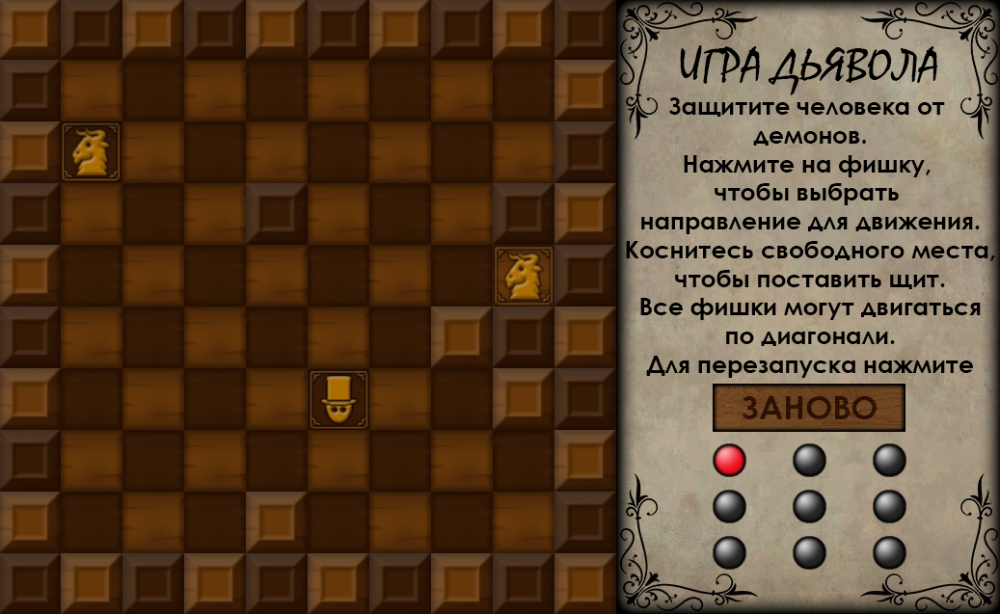 ИГРА ДЬЯВОЛА
Защитите человека от
демонов.
Нажмите на фишку,
чтобы выбрать
направление для движения.
Коснитесь свободного места,
чтобы поставить щит.
Все фишки могут двигаться
по диагонали.
Для перезапуска нажмите
ЗАНОВО